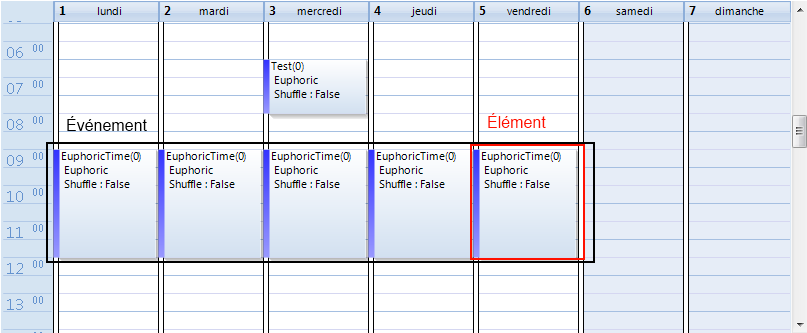 1 lundi 2 mardi 3 mercredi 4 jeudi 5 vendredi 6 samedi 7 dimanche
06 00
Test(0)
Euphoric
07 00
Shuffle : False
08 00
Événement
Élément
09 00
EuphoricTime(0) EuphoricTime(0) EuphoricTime(0) EuphoricTime(0) EuphoricTime(0)
Euphoric Euphoric Euphoric Euphoric Euphoric
Shuffle : False Shuffle : False Shuffle : False Shuffle : False Shuffle : False
10 00
11 00
12 00
13 00